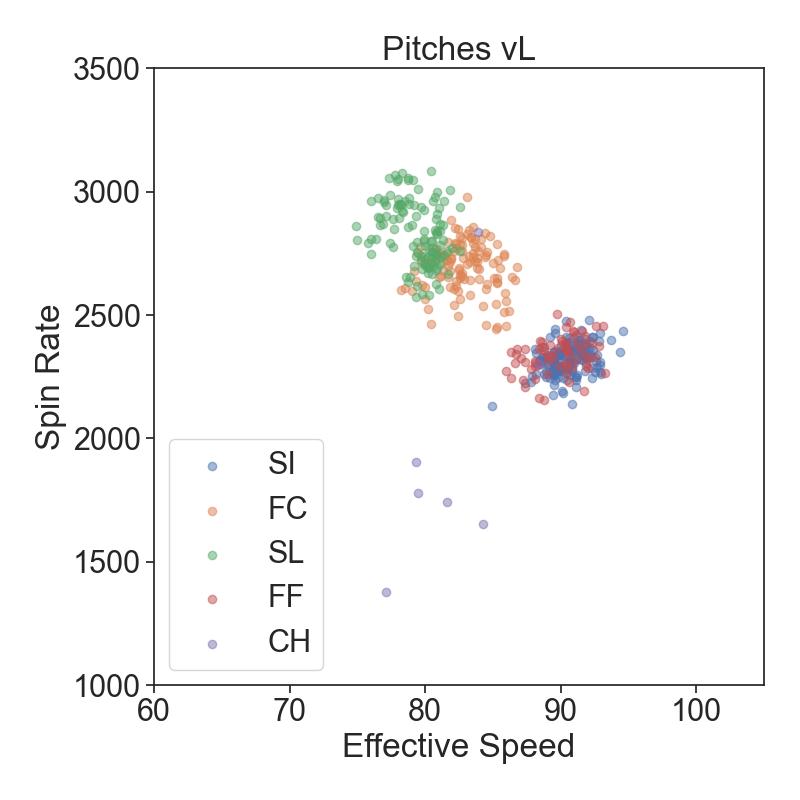 Pitches vL
3500
3000
2500
2000
1500
1000
Spin Rate
SI
FC
SL
FF
CH
60 70 80 90 100
Effective Speed